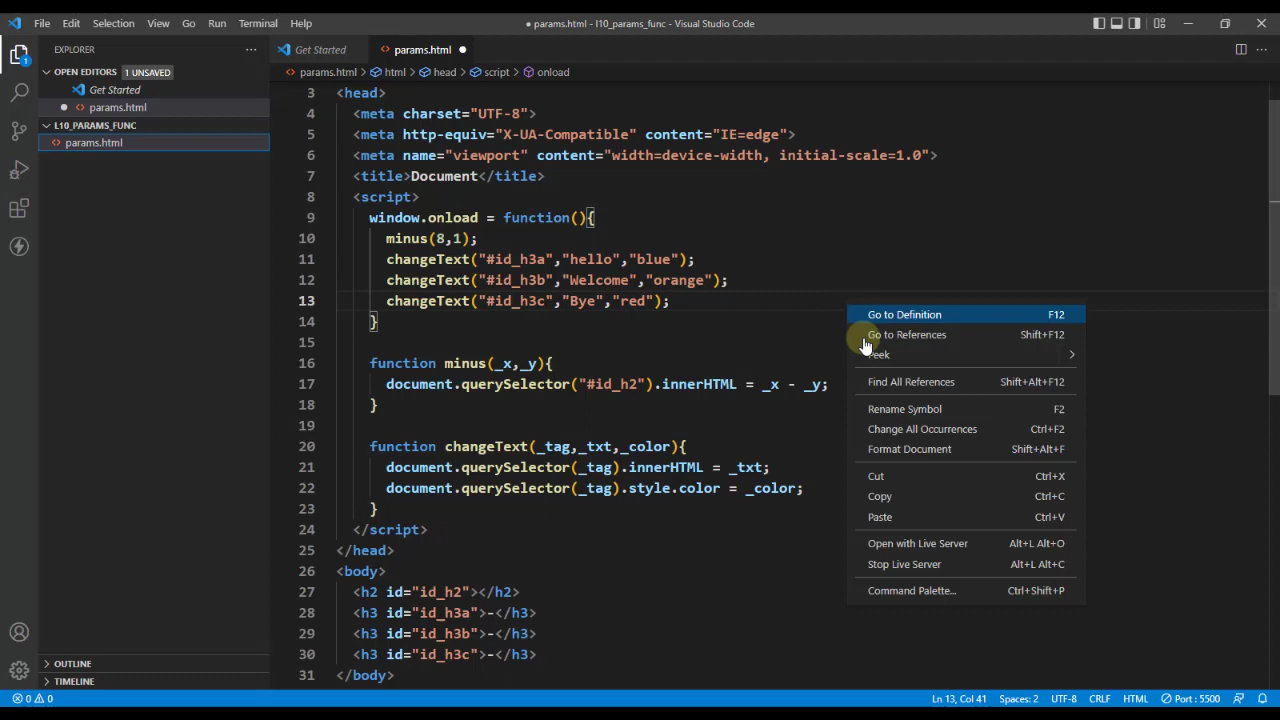 File Edit Selection View Go Run Terminal Help
● params.html - l10_params_func - Visual Studio Code
EXPLORER ...
Get Started
params.html ●
OPEN EDITORS 1 UNSAVED
params.html > html > head > script > onload
Get Started
1
● params.html
L10_PARAMS_FUNC
params.html
3 <head>
4 <meta charset="UTF-8">
5 <meta http-equiv="X-UA-Compatible" content="IE=edge">
6 <meta name="viewport" content="width=device-width, initial-scale=1.0">
7 <title>Document</title>
8 <script>
9 window.onload = function(){
10 minus(8,1);
11 changeText("#id_h3a","hello","blue");
12 changeText("#id_h3b","Welcome","orange");
13 changeText("#id_h3c","Bye","red");
14 }
15
16 function minus(_x,_y){
17 document.querySelector("#id_h2").innerHTML = _x - _y;
18 }
19
20 function changeText(_tag,_txt,_color){
21 document.querySelector(_tag).innerHTML = _txt;
22 document.querySelector(_tag).style.color = _color;
23 }
24 </script>
25 </head>
26 <body>
27 <h2 id="id_h2"></h2>
28 <h3 id="id_h3a">-</h3>
29 <h3 id="id_h3b">-</h3>
30 <h3 id="id_h3c">-</h3>
31 </body>
Go to Definition F12
Go to References Shift+F12
Peek >
Find All References Shift+Alt+F12
Rename Symbol F2
Change All Occurrences Ctrl+F2
Format Document Shift+Alt+F
Cut Ctrl+X
Copy Ctrl+C
Paste Ctrl+V
Open with Live Server Alt+L Alt+O
Stop Live Server Alt+L Alt+C
Command Palette... Ctrl+Shift+P
OUTLINE
TIMELINE
0 0
Ln 13, Col 41 Spaces: 2 UTF-8 CRLF HTML Port : 5500